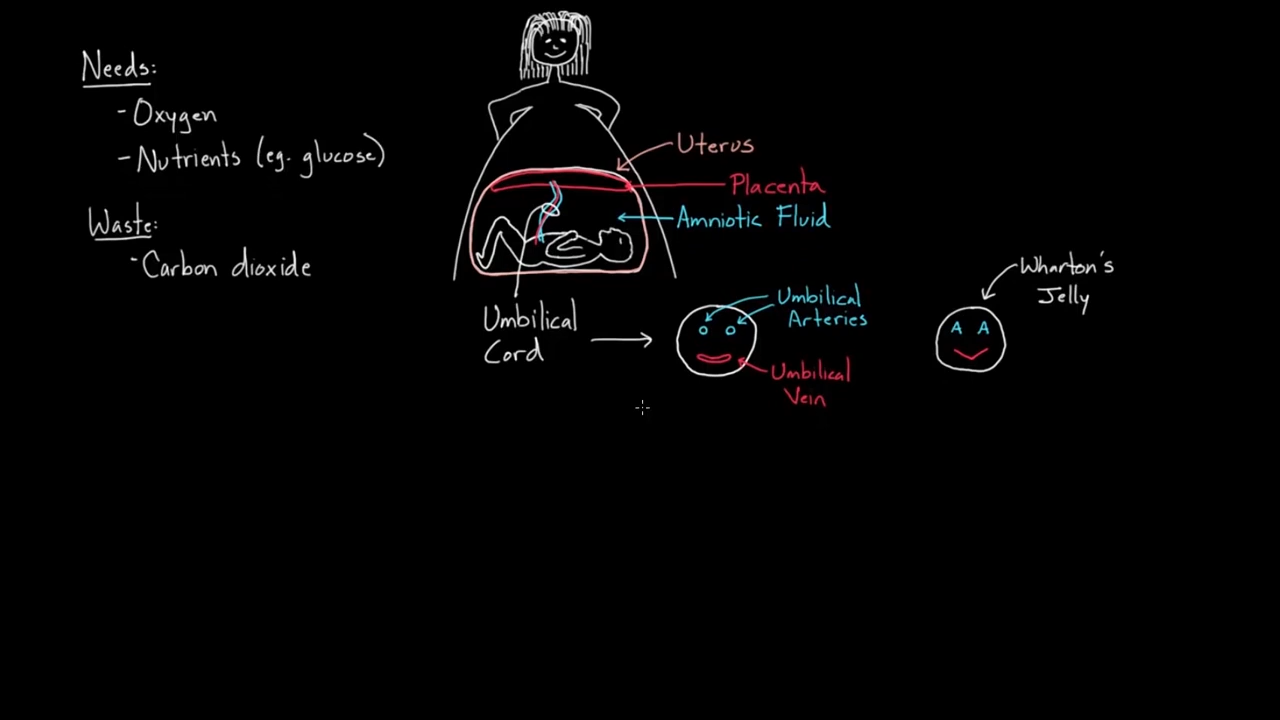 Needs:
- Oxygen
- Nutrients (eg. glucose)
Waste:
- Carbon dioxide
Uterus
Placenta
Amniotic Fluid
Umbilical
Cord
Umbilical
Arteries
Umbilical
Vein
Wharton's
Jelly
A A